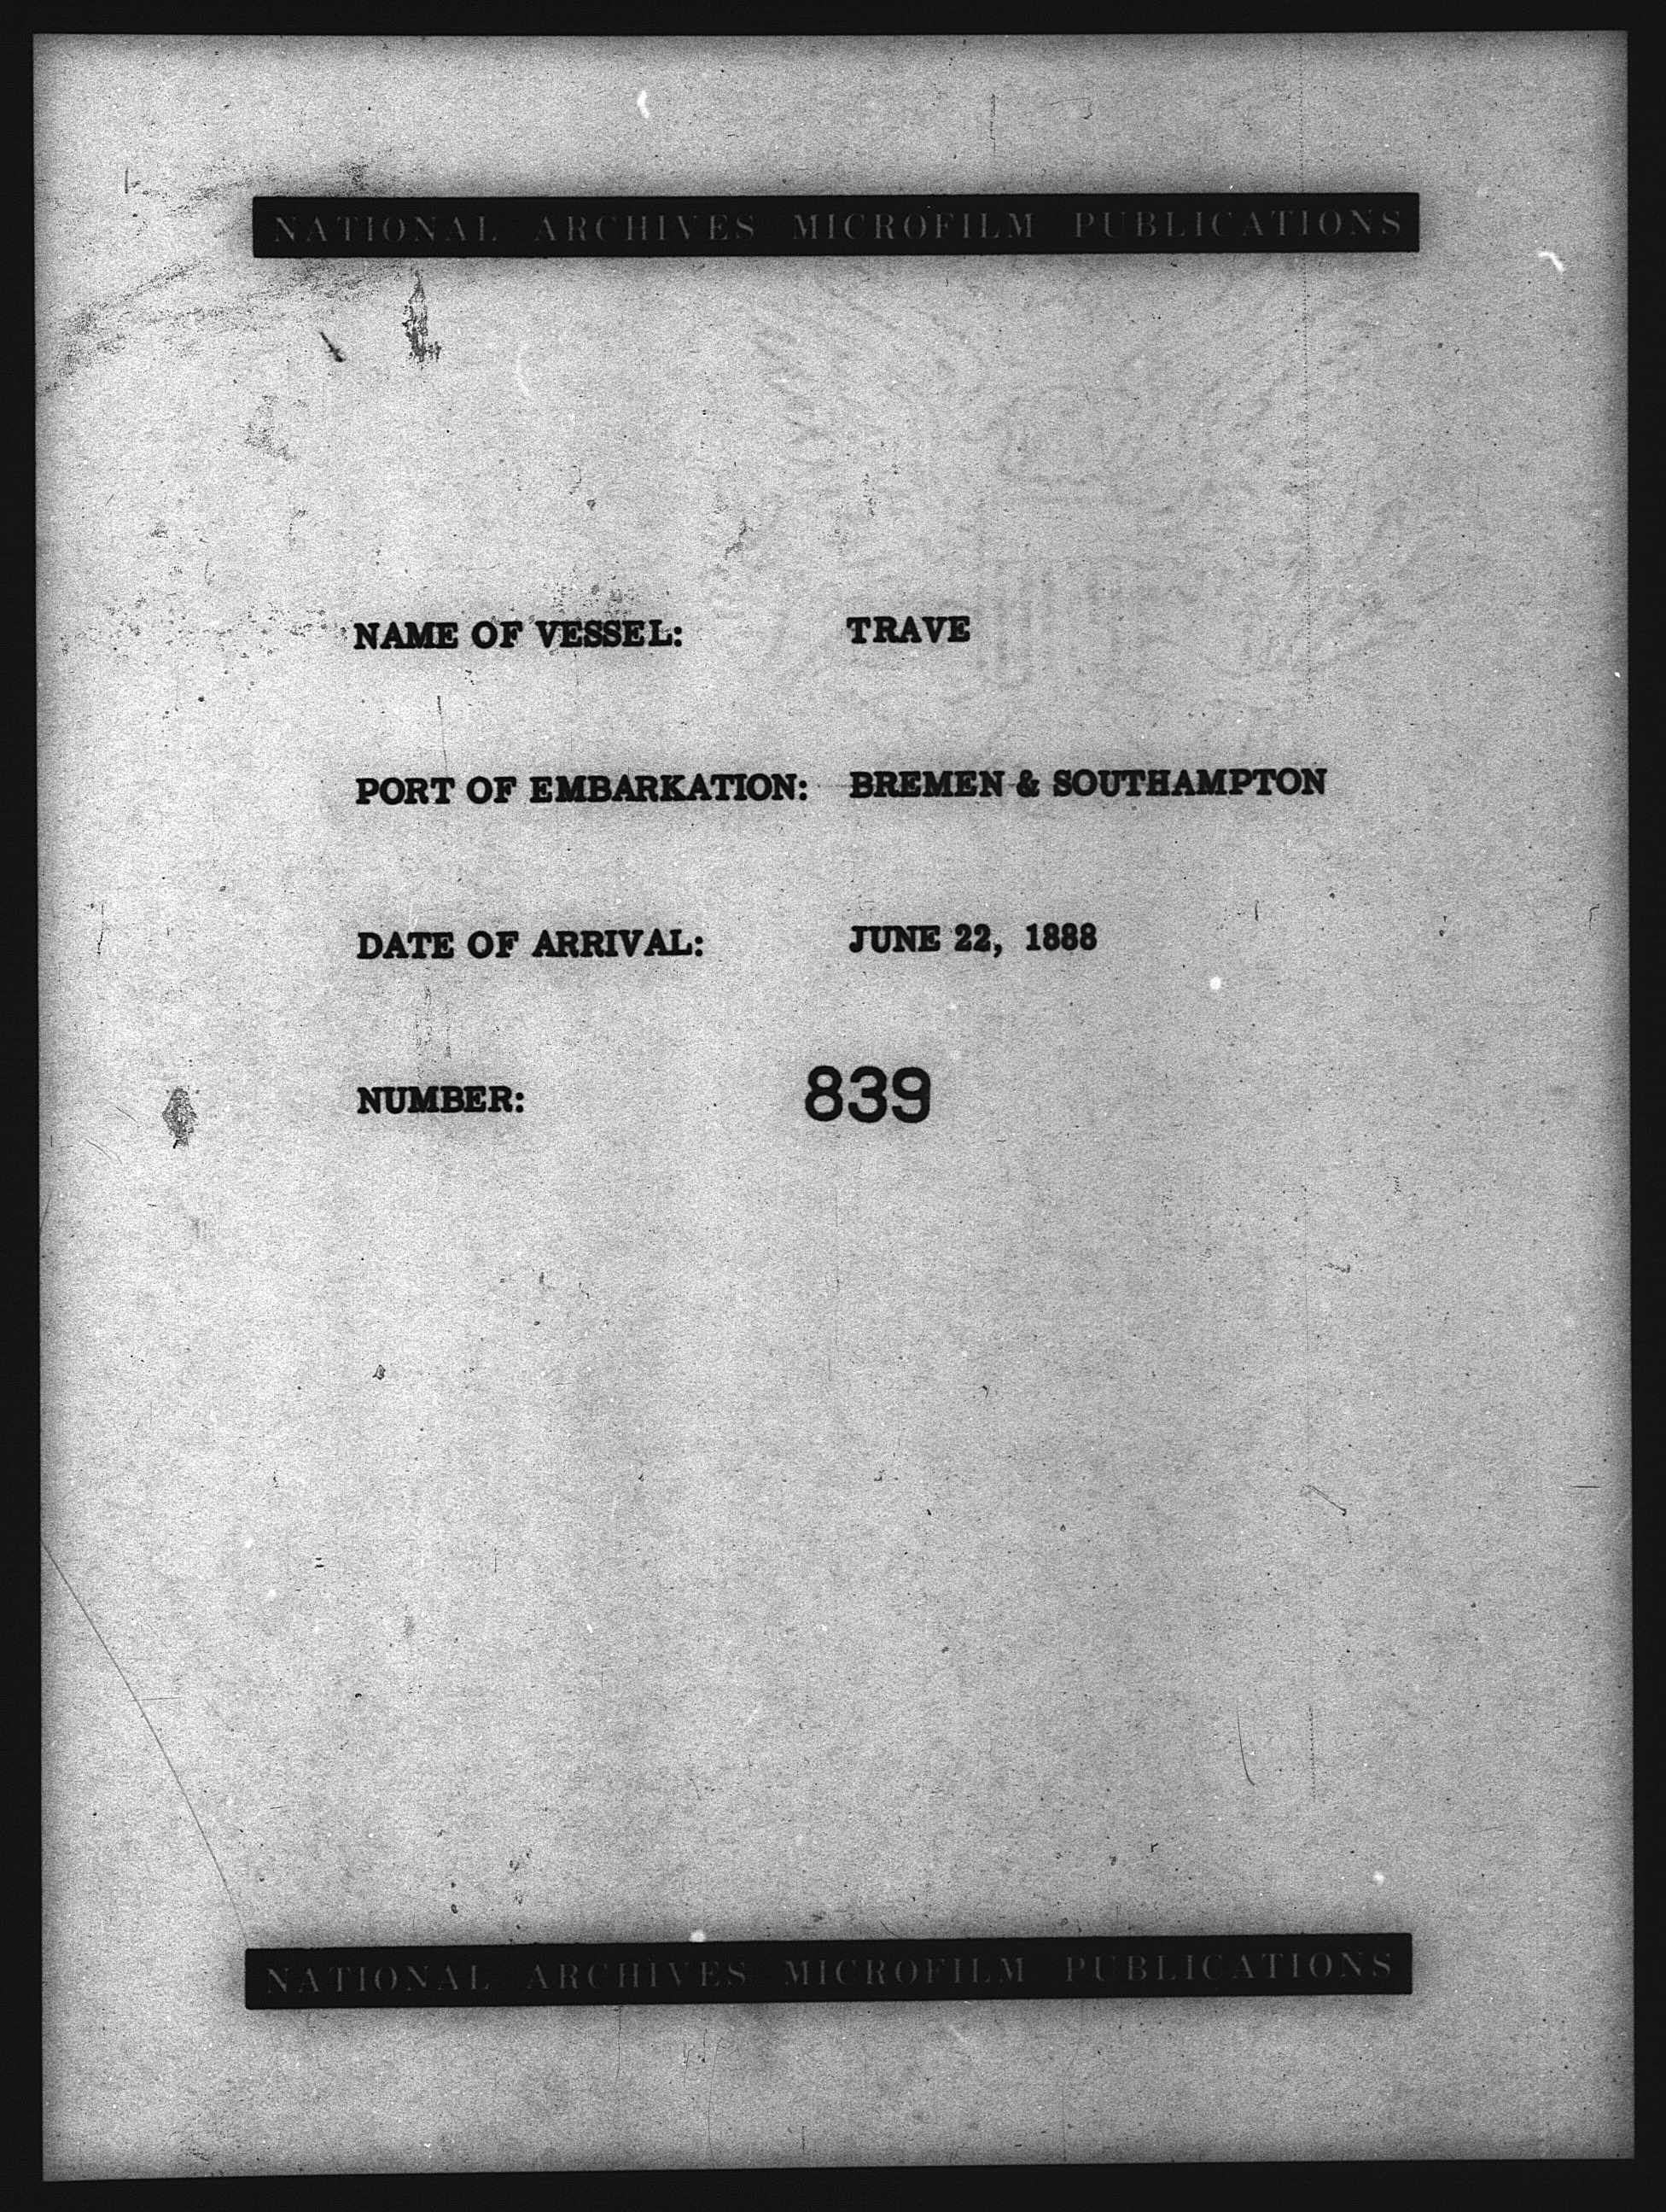 NATIONAL ARCHIVES MICROFILM PUBLICATIONS
NAME OF VESSEL: TRAVE
PORT OF EMBARKATION: BREMEN & SOUTHAMPTON
DATE OF ARRIVAL: JUNE 22, 1888
NUMBER: 839
NATIONAL ARCHIVES MICROFILM PUBLICATIONS